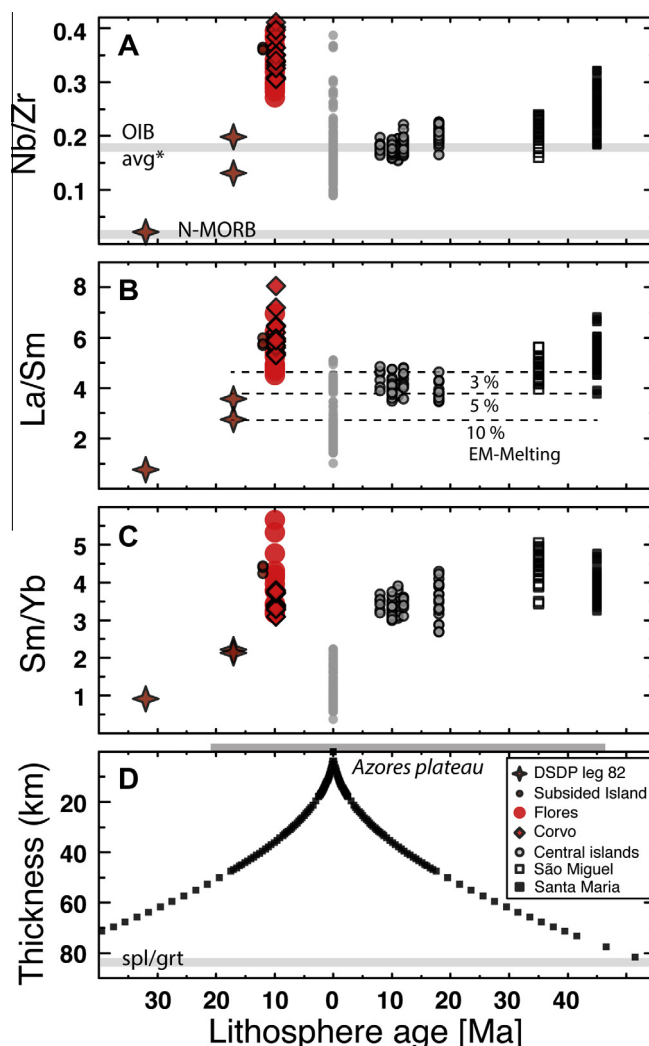 A
Nb/Zr
0.4
0.3
0.2
0.1
OIB
avg*
N-MORB
B
La/Sm
8
6
4
2
3 %
5 %
10 %
EM-Melting
C
Sm/Yb
5
4
3
2
1
D
Azores plateau
Thickness (km)
20
40
60
80
spl/grt
DSDP leg 82
Subsided Island
Flores
Corvo
Central islands
São Miguel
Santa Maria
30 20 10 0 10 20 30 40
Lithosphere age [Ma]